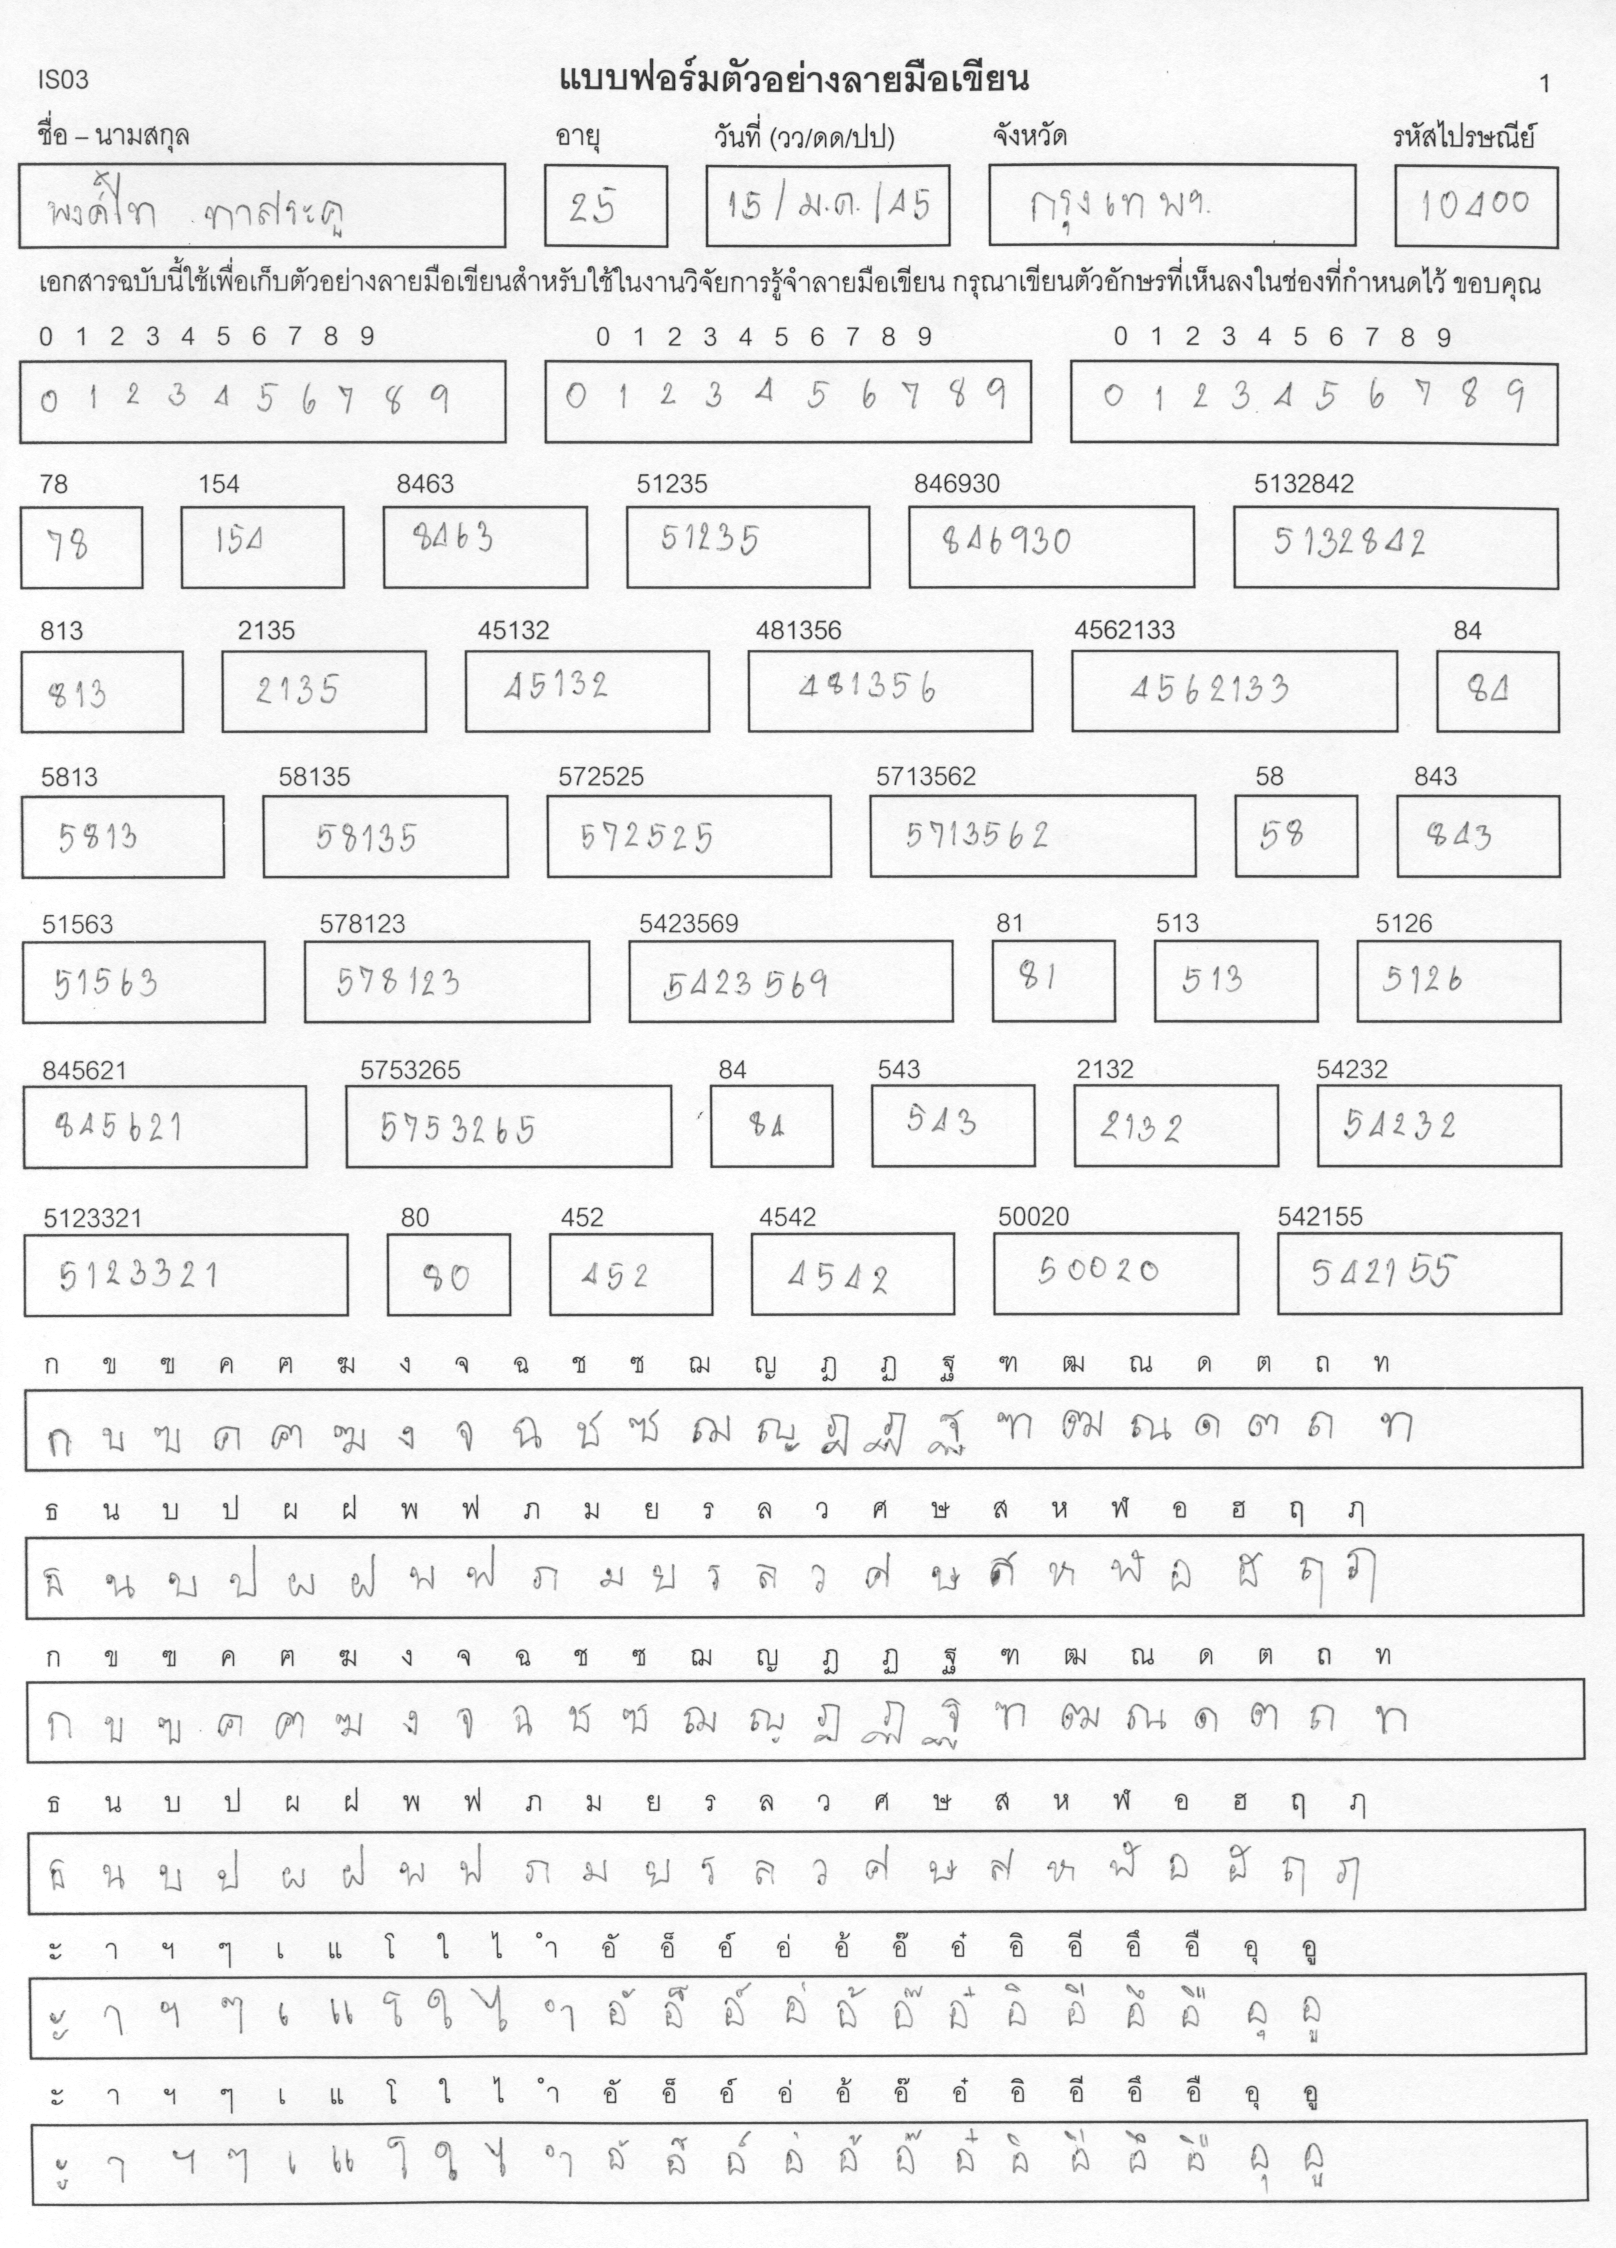 IS03 แบบฟอร์มตัวอย่างลายมือเขียน 1
ชื่อ – นามสกุล อายุ วันที่ (วว/ดด/ปป) จังหวัด รหัสไปรษณีย์
ทาสระคู 25 15/ม.ค./45 กรุงเทพฯ. 10400
เอกสารฉบับนี้ใช้เพื่อเก็บตัวอย่างลายมือเขียนสำหรับใช้ในงานวิจัยการรู้จำลายมือเขียน กรุณาเขียนตัวอักษรที่เห็นลงในช่องที่กำหนดไว้ ขอบคุณ
0 1 2 3 4 5 6 7 8 9 0 1 2 3 4 5 6 7 8 9 0 1 2 3 4 5 6 7 8 9
0 1 2 3 4 5 6 7 8 9 0 1 2 3 4 5 6 7 8 9 0 1 2 3 4 5 6 7 8 9
78 154 8463 51235 846930 5132842
78 154 8463 51235 846930 5132842
813 2135 45132 481356 4562133 84
813 2135 45132 481356 4562133 84
5813 58135 572525 5713562 58 843
5813 58135 572525 5713562 58 843
51563 578123 5423569 81 513 5126
51563 578123 5423569 81 513 5126
845621 5753265 84 543 2132 54232
845621 5753265 84 543 2132 54232
5123321 80 452 4542 50020 542155
5123321 80 452 4542 50020 542155
ก ข ฃ ค ฅ ฆ ง จ ฉ ช ซ ฌ ญ ฎ ฏ ฐ ฑ ฒ ณ ด ต ถ ท
ก ข ฃ ค ฅ ฆ ง จ ฉ ช ซ ฌ ญ ฎ ฏ ฐ ฑ ฒ ณ ด ต ถ ท
ธ น บ ป ผ ฝ พ ฟ ภ ม ย ร ล ว ศ ษ ส ห ฬ อ ฮ ฤ ฦ
ธ น บ ป ผ ฝ พ ฟ ภ ม ย ร ล ว ศ ษ ส ห ฬ อ ฮ ฤ ฦ
ก ข ฃ ค ฅ ฆ ง จ ฉ ช ซ ฌ ญ ฎ ฏ ฐ ฑ ฒ ณ ด ต ถ ท
ก ข ฃ ค ฅ ฆ ง จ ฉ ช ซ ฌ ญ ฎ ฏ ฐ ฑ ฒ ณ ด ต ถ ท
ธ น บ ป ผ ฝ พ ฟ ภ ม ย ร ล ว ศ ษ ส ห ฬ อ ฮ ฤ ฦ
ธ น บ ป ผ ฝ พ ฟ ภ ม ย ร ล ว ศ ษ ส ห ฬ อ ฮ ฤ ฦ
ะ า ฯ ๆ เ แ โ ใ ไ ำ อั อ็ อ์ อ่ อ้ อ๊ อ๋ อิ อี อึ อื อุ อู
ะ า ฯ ๆ เ แ โ ใ ไ ำ อั อ็ อ์ อ่ อ้ อ๊ อ๋ อิ อี อึ อื อุ อู
ะ า ฯ ๆ เ แ โ ใ ไ ำ อั อ็ อ์ อ่ อ้ อ๊ อ๋ อิ อี อึ อื อุ อู
ะ า ฯ ๆ เ แ โ ใ ไ ำ อั อ็ อ์ อ่ อ้ อ๊ อ๋ อิ อี อึ อื อุ อู